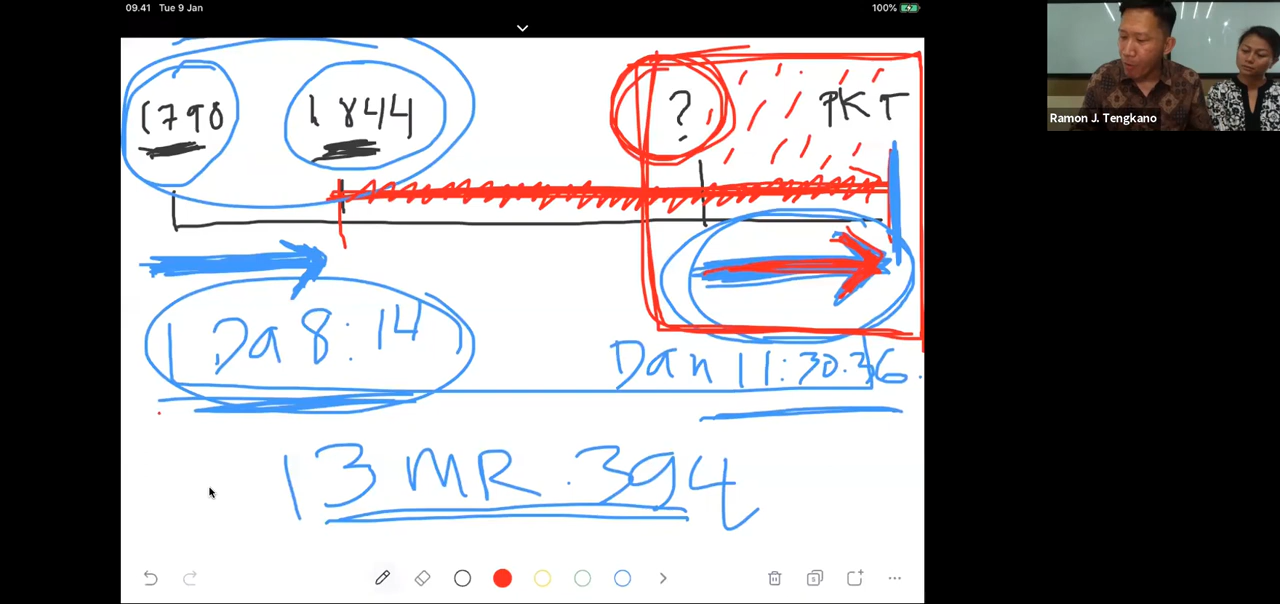 09.41 Tue 9 Jan
100%
1798 1844 ? PKT
Da 8:14
Dan 11:30.36.
13 MR.394
Ramon J. Tengkano